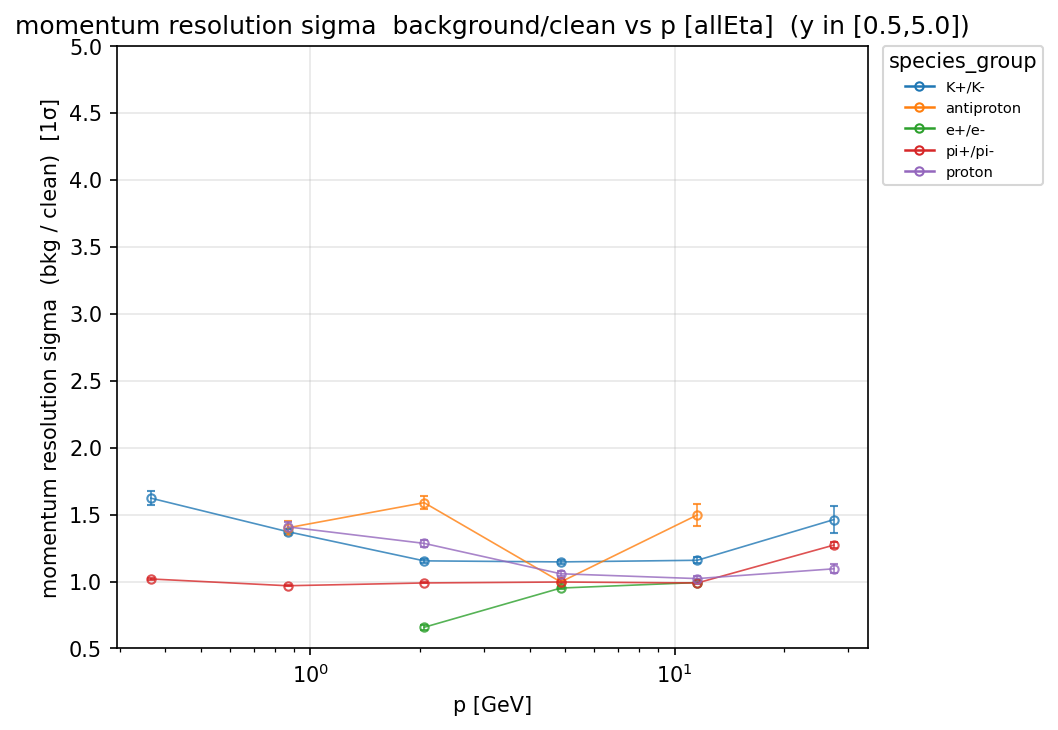 momentum resolution sigma  background/clean vs p [allEta]  (y in [0.5,5.0])
momentum resolution sigma  (bkg / clean)  [1σ]
5.0
4.5
4.0
3.5
3.0
2.5
2.0
1.5
1.0
0.5
10⁰
10¹
p [GeV]
species_group
K+/K-
antiproton
e+/e-
pi+/pi-
proton